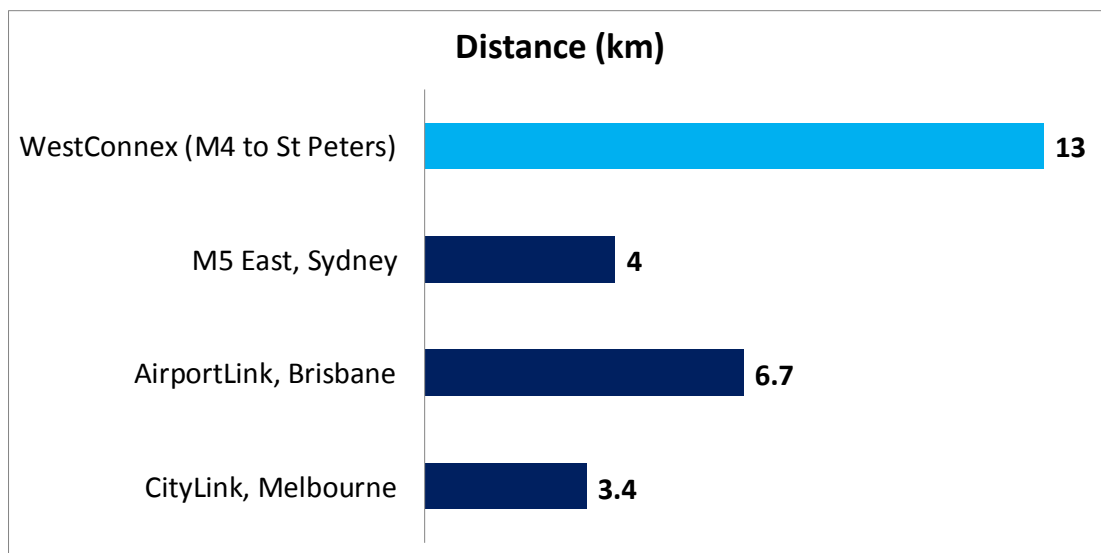 Distance (km)
WestConnex (M4 to St Peters) 13
M5 East, Sydney 4
AirportLink, Brisbane 6.7
CityLink, Melbourne 3.4